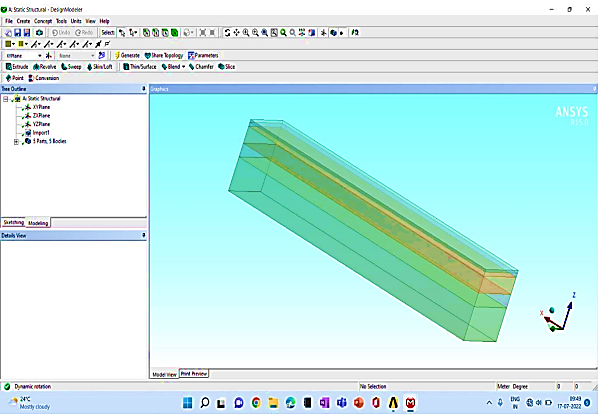 A: Static Structural - DesignModeler
File Create Concept Tools Units View Help
Undo Redo Select:
XYPlane None Generate Share Topology Parameters
Extrude Revolve Sweep Skin/Loft Thin/Surface Blend Chamfer Slice
Point Conversion
Tree Outline
Graphics
A: Static Structural
XYPlane
ZXPlane
YZPlane
Import1
5 Parts, 5 Bodies
ANSYS
Sketching Modeling
Details View
X
Z
Model View Print Preview
Dynamic rotation No Selection Meter Degree 0 0
24°C
Mostly cloudy
ENG
IN
09:49
17-07-2022